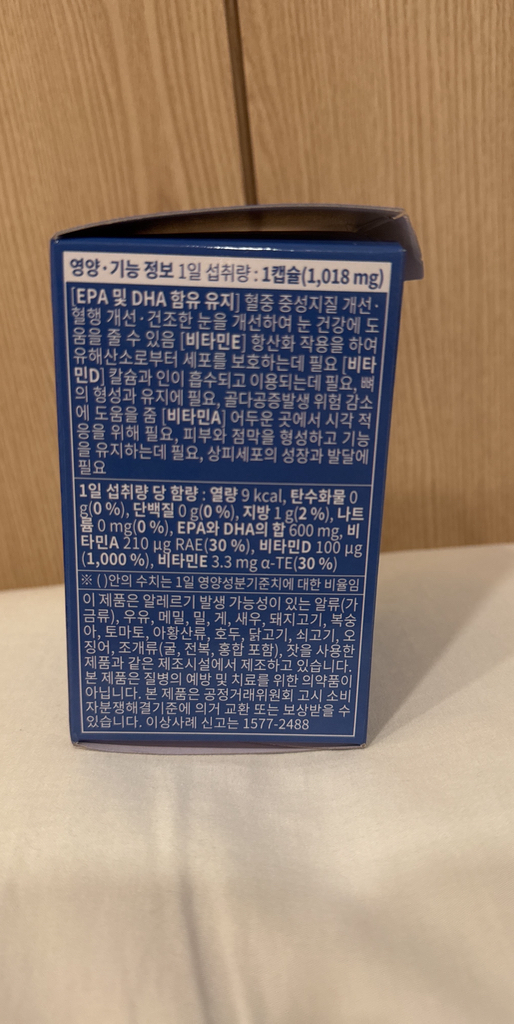 영양·기능 정보 1일 섭취량 : 1캡슐(1,018 mg)
[EPA 및 DHA 함유 유지] 혈중 중성지질 개선·
혈행 개선·건조한 눈을 개선하여 눈 건강에 도
움을 줄 수 있음 [비타민E] 항산화 작용을 하여
유해산소로부터 세포를 보호하는데 필요 [비타
민D] 칼슘과 인이 흡수되고 이용되는데 필요, 뼈
의 형성과 유지에 필요, 골다공증발생 위험 감소
에 도움을 줌 [비타민A] 어두운 곳에서 시각 적
응을 위해 필요, 피부와 점막을 형성하고 기능
을 유지하는데 필요, 상피세포의 성장과 발달에
필요
1일 섭취량 당 함량 : 열량 9 kcal, 탄수화물 0
g(0 %), 단백질 0 g(0 %), 지방 1 g(2 %), 나트
륨 0 mg(0 %), EPA와 DHA의 합 600 mg, 비
타민A 210 µg RAE(30 %), 비타민D 100 µg
(1,000 %), 비타민E 3.3 mg α-TE(30 %)
※ ( )안의 수치는 1일 영양성분기준치에 대한 비율임
이 제품은 알레르기 발생 가능성이 있는 알류(가
금류), 우유, 메밀, 밀, 게, 새우, 돼지고기, 복숭
아, 토마토, 아황산류, 호두, 닭고기, 쇠고기, 오
징어, 조개류(굴, 전복, 홍합 포함), 잣을 사용한
제품과 같은 제조시설에서 제조하고 있습니다.
본 제품은 질병의 예방 및 치료를 위한 의약품이
아닙니다. 본 제품은 공정거래위원회 고시 소비
자분쟁해결기준에 의거 교환 또는 보상받을 수
있습니다. 이상사례 신고는 1577-2488